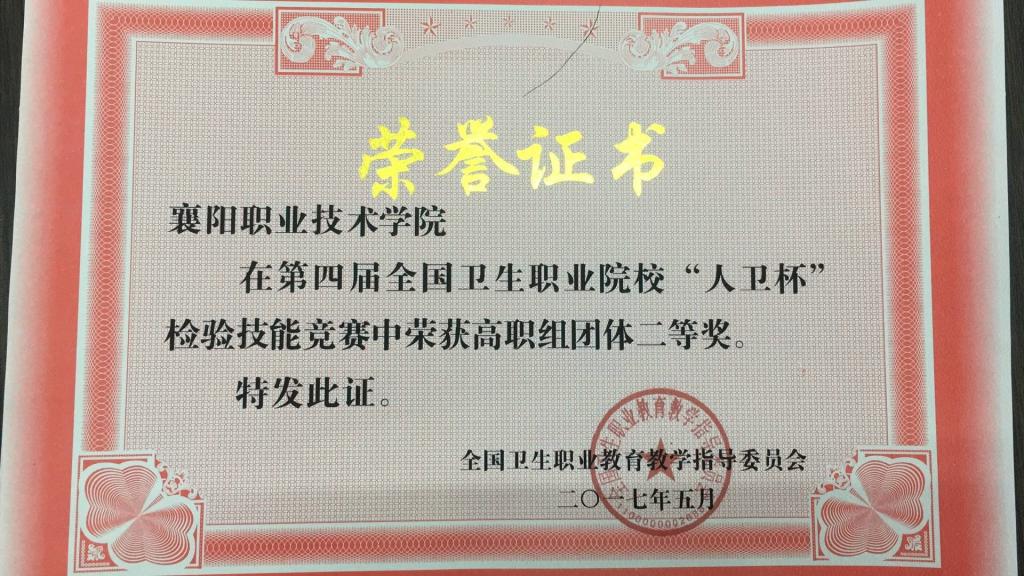 荣誉证书
襄阳职业技术学院
在第四届全国卫生职业院校“人卫杯”
检验技能竞赛中荣获高职组团体二等奖。
特发此证。
全国卫生职业教育教学指导委员会
二〇一七年五月